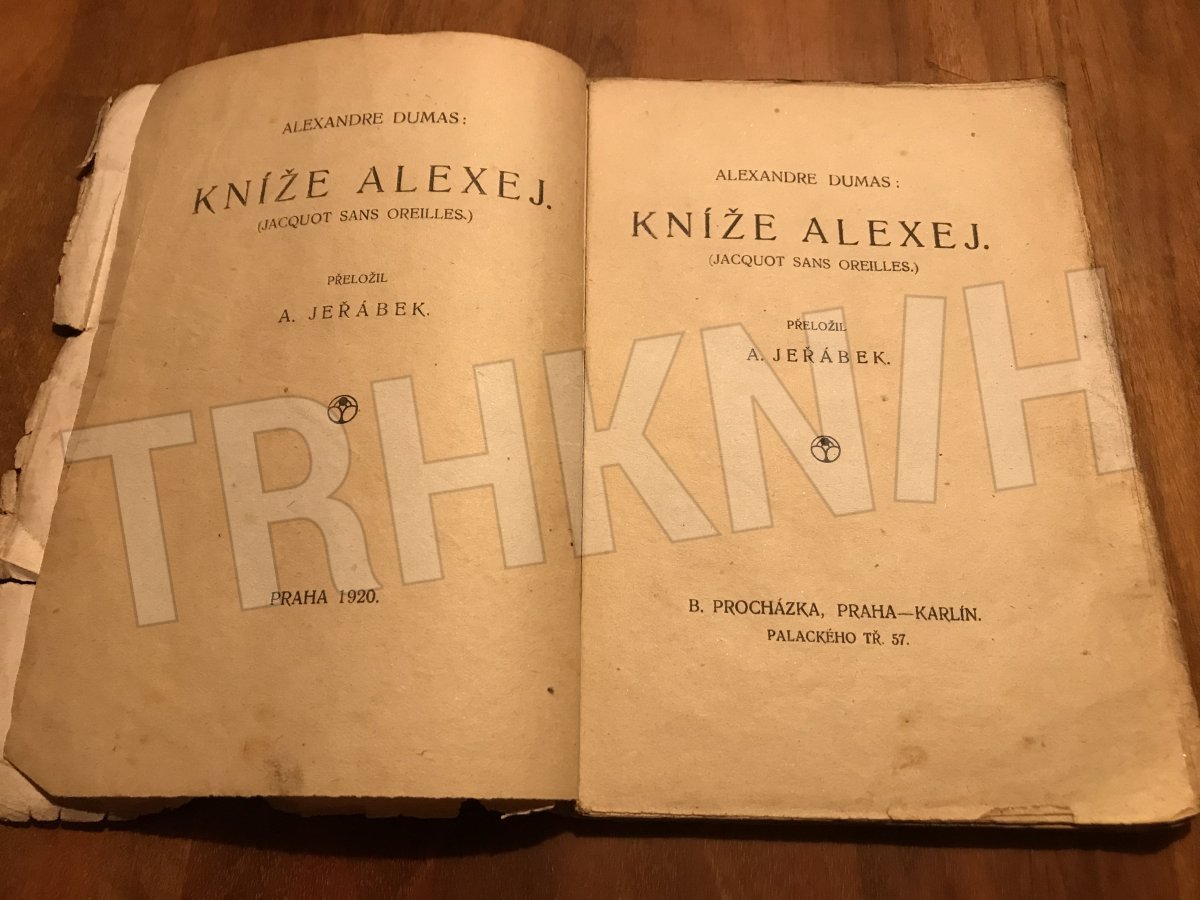 ALEXANDRE DUMAS:
KNÍŽE ALEXEJ.
(JACQUOT SANS OREILLES.)
PŘELOŽIL
A. JEŘÁBEK.
PRAHA 1920.
ALEXANDRE DUMAS:
KNÍŽE ALEXEJ.
(JACQUOT SANS OREILLES.)
PŘELOŽIL
A. JEŘÁBEK.
B. PROCHÁZKA, PRAHA—KARLÍN.
PALACKÉHO TŘ. 57.
TRHKNIH